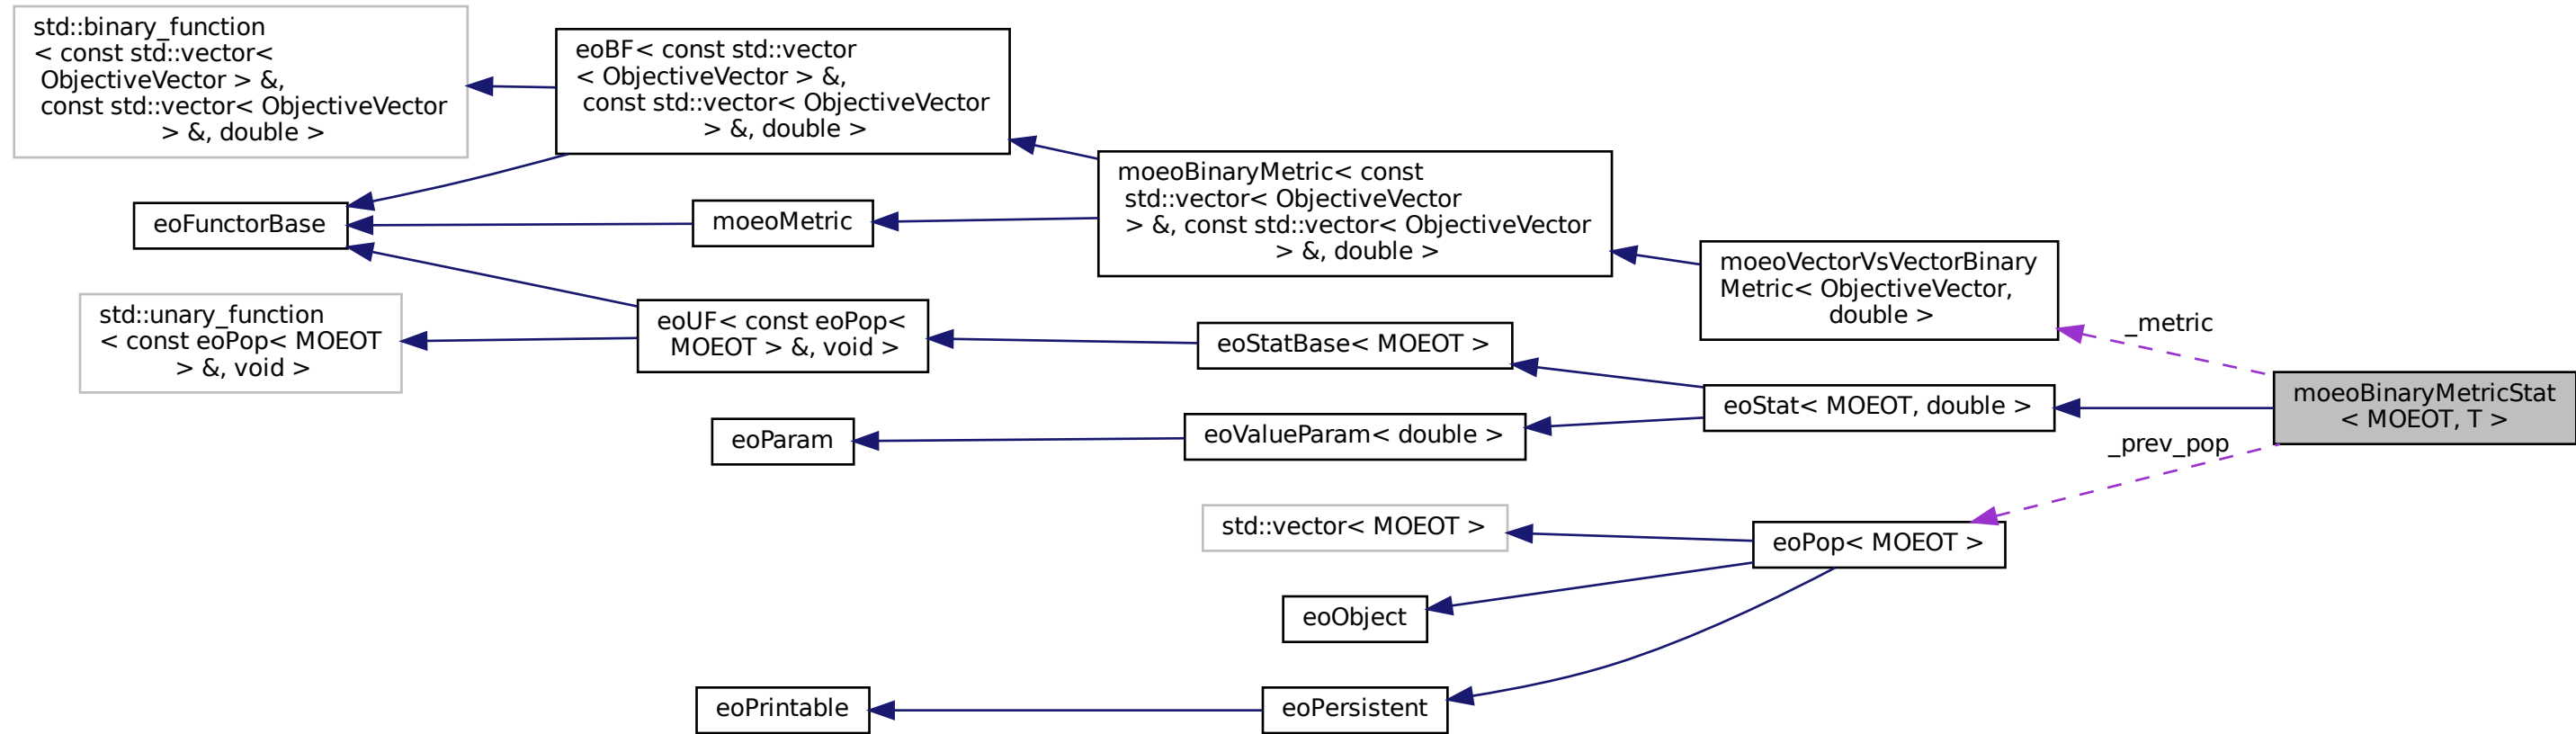 std::binary_function
< const std::vector<
ObjectiveVector > &,
const std::vector< ObjectiveVector
> &, double >
eoBF< const std::vector
< ObjectiveVector > &,
const std::vector< ObjectiveVector
> &, double >
eoFunctorBase
moeoMetric
moeoBinaryMetric< const
std::vector< ObjectiveVector
> &, const std::vector< ObjectiveVector
> &, double >
moeoVectorVsVectorBinary
Metric< ObjectiveVector,
double >
_metric
std::unary_function
< const eoPop< MOEOT
> &, void >
eoUF< const eoPop<
MOEOT > &, void >
eoStatBase< MOEOT >
eoStat< MOEOT, double >
moeoBinaryMetricStat
< MOEOT, T >
eoParam
eoValueParam< double >
_prev_pop
std::vector< MOEOT >
eoPop< MOEOT >
eoObject
eoPrintable
eoPersistent